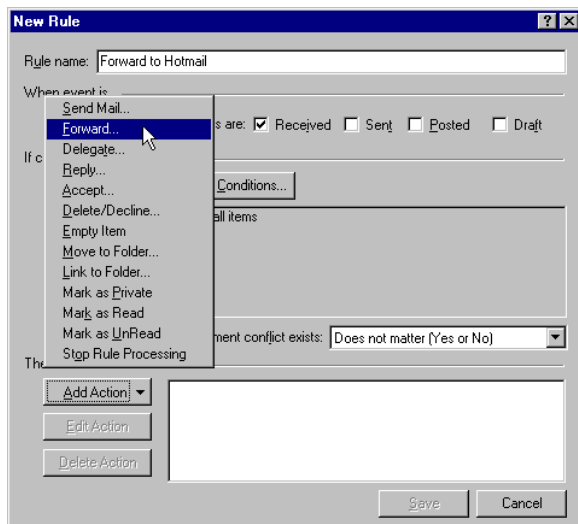 New Rule
Rule name: Forward to Hotmail
When event is
s are: Received Sent Posted Draft
Send Mail...
Forward...
Delegate...
Reply...
Accept...
Delete/Decline...
Empty Item
Move to Folder...
Link to Folder...
Mark as Private
Mark as Read
Mark as UnRead
Stop Rule Processing
If c
Conditions...
all items
ment conflict exists: Does not matter (Yes or No)
The
Add Action
Edit Action
Delete Action
Save Cancel